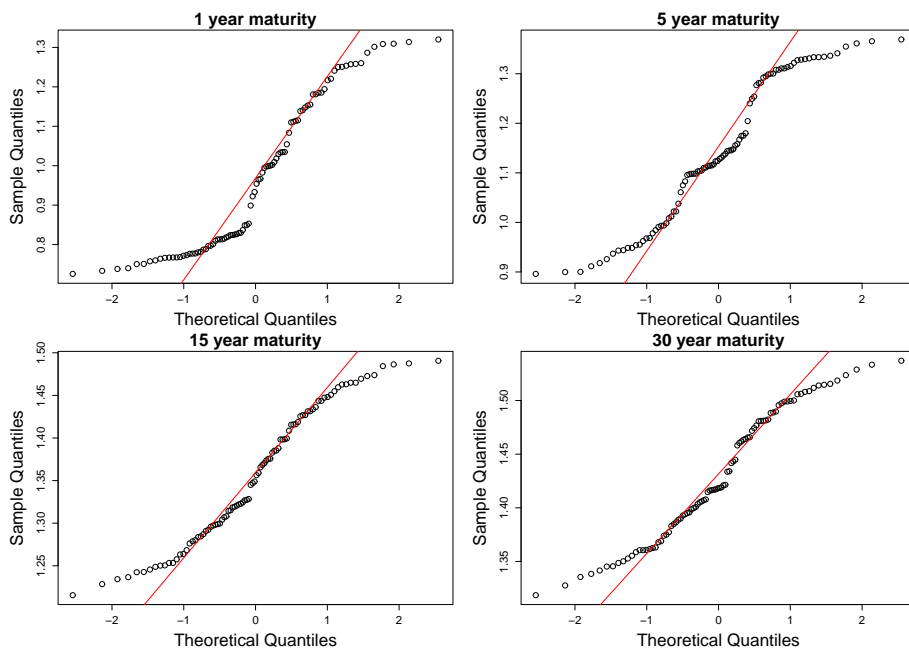 1 year maturity
Sample Quantiles
0.8 0.9 1.0 1.2 1.3
−2 −1 0 1 2
Theoretical Quantiles
5 year maturity
Sample Quantiles
0.9 1.0 1.1 1.2 1.3
−2 −1 0 1 2
Theoretical Quantiles
15 year maturity
Sample Quantiles
1.25 1.30 1.35 1.40 1.45 1.50
−2 −1 0 1 2
Theoretical Quantiles
30 year maturity
Sample Quantiles
1.35 1.40 1.45 1.50
−2 −1 0 1 2
Theoretical Quantiles